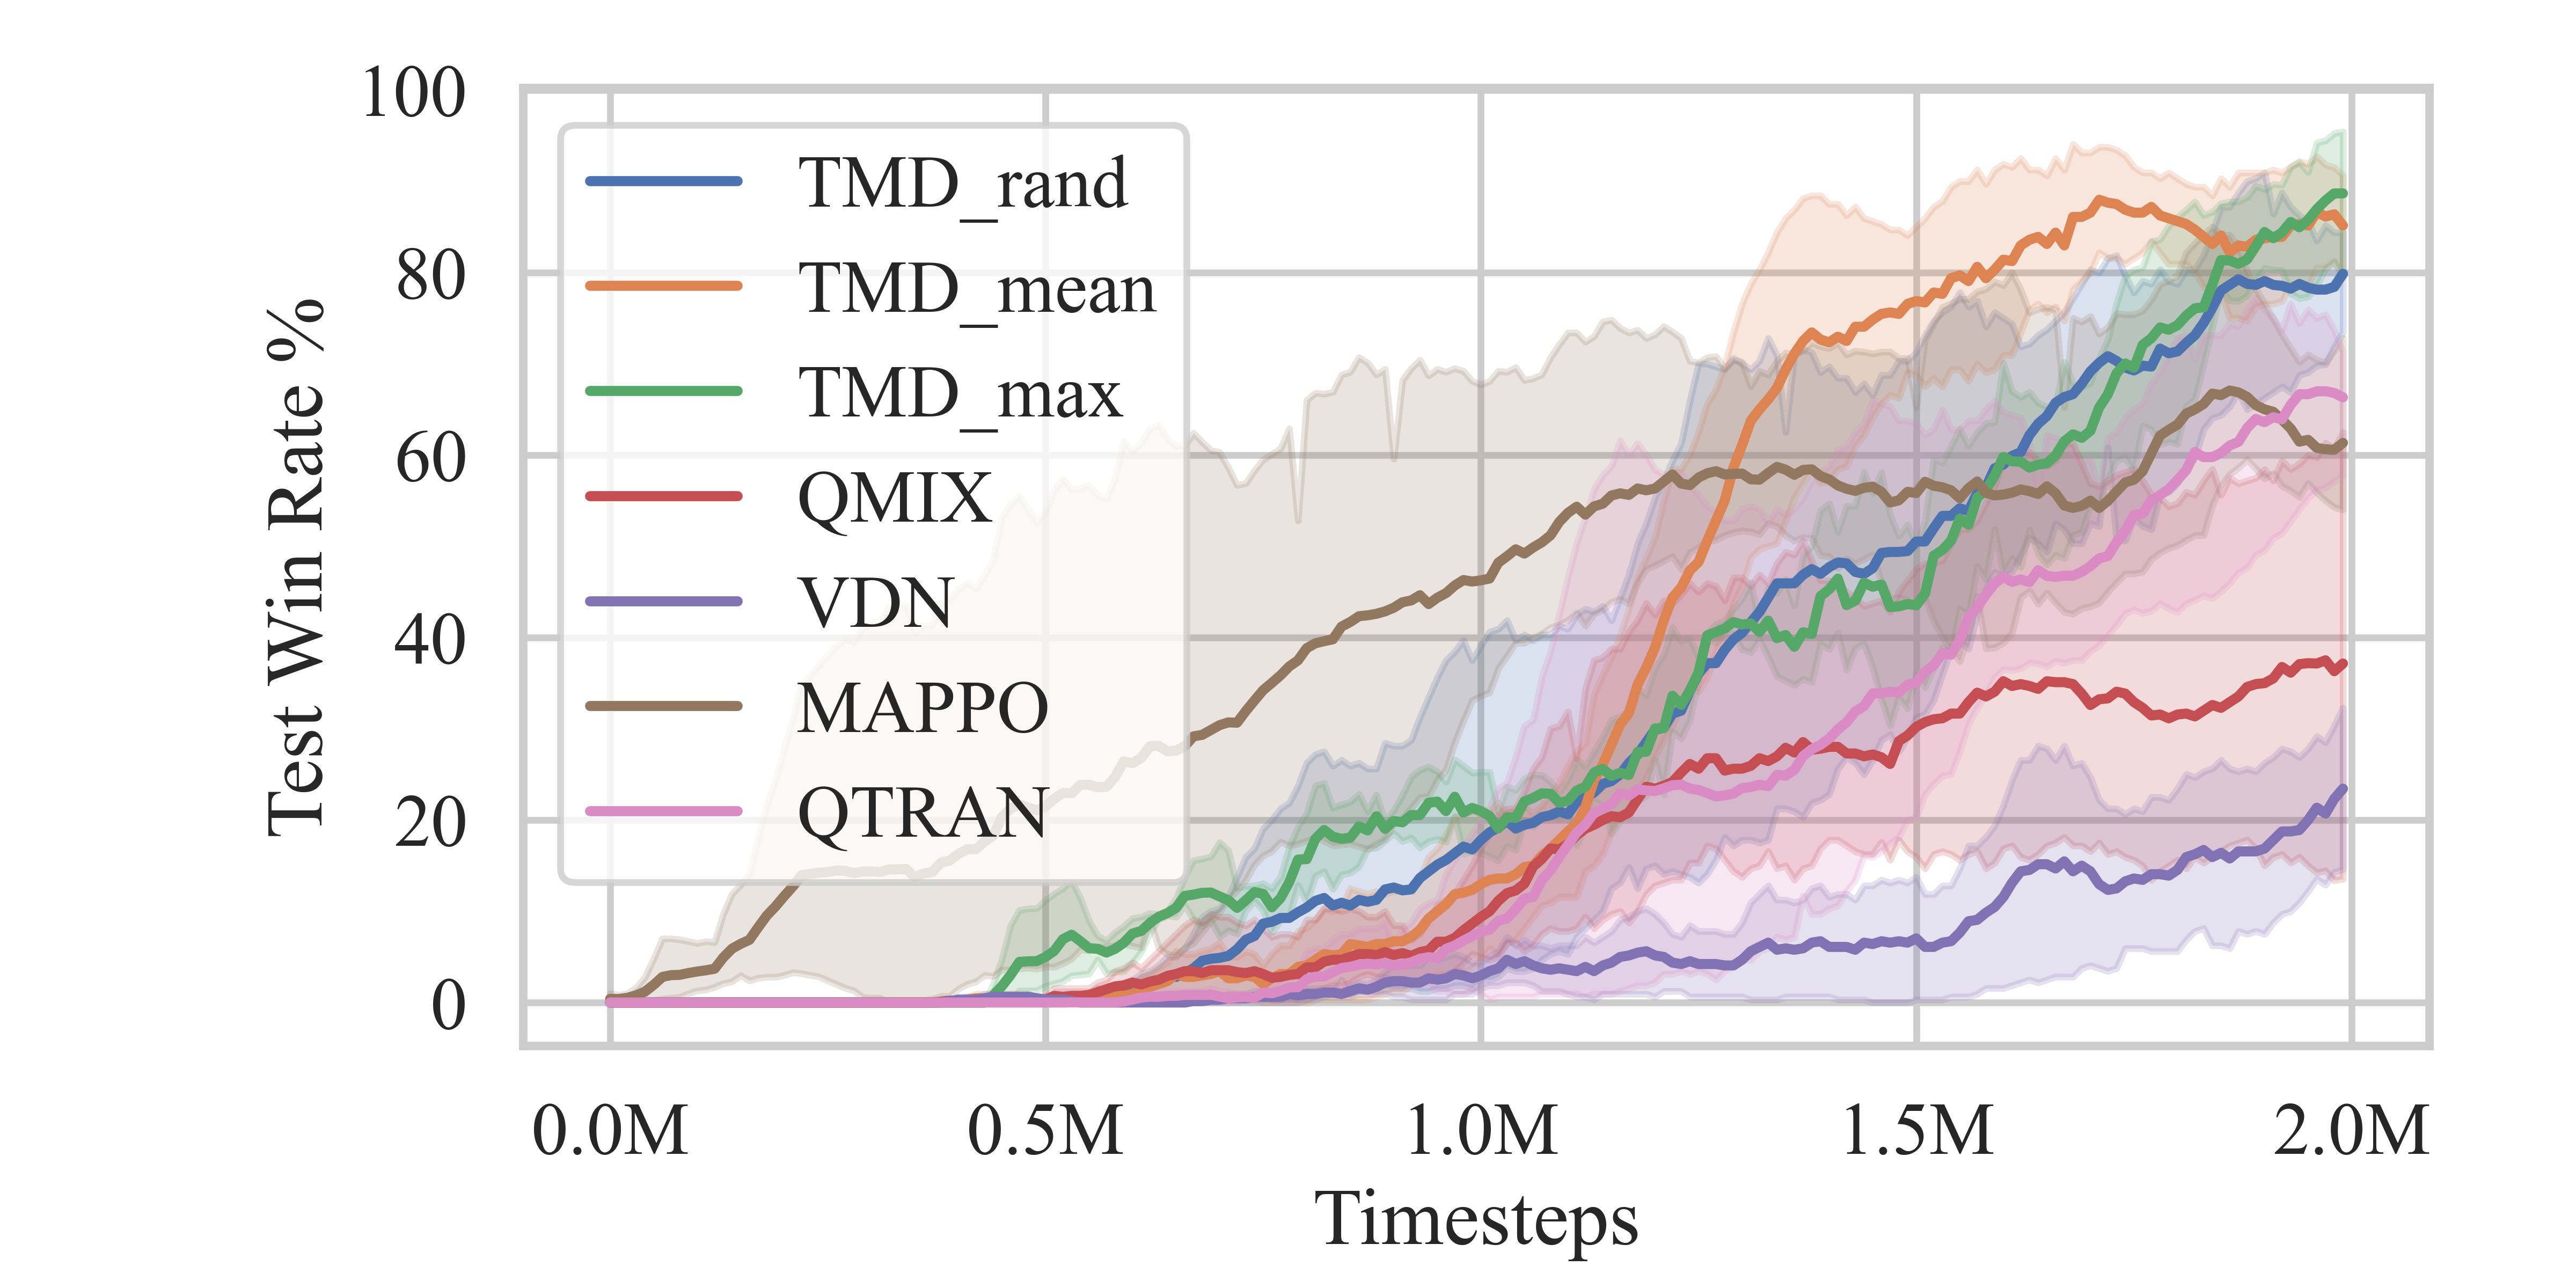 Test Win Rate %
100
80
60
40
20
0
TMD_rand
TMD_mean
TMD_max
QMIX
VDN
MAPPO
QTRAN
0.0M 0.5M 1.0M 1.5M 2.0M
Timesteps